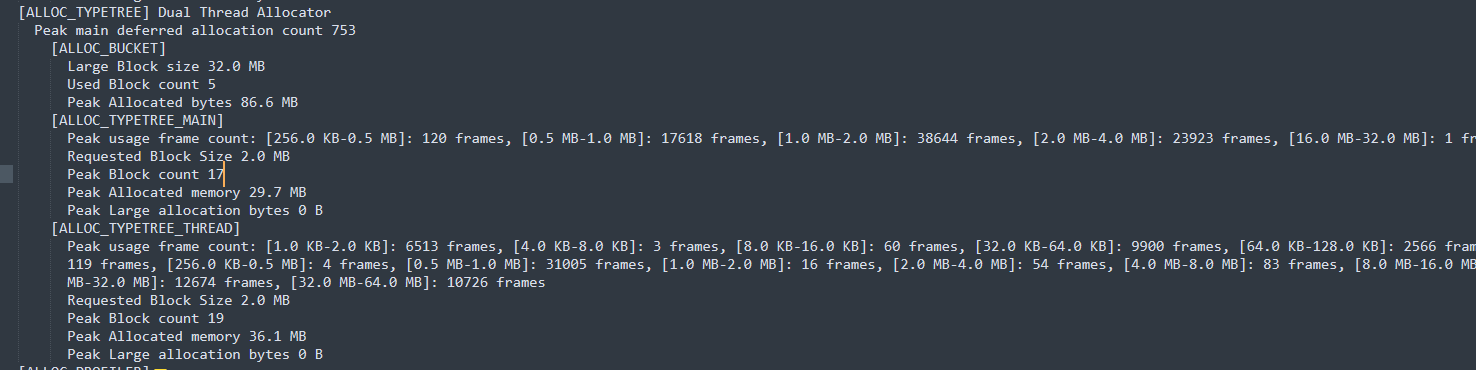 [ALLOC_TYPETREE] Dual Thread Allocator
Peak main deferred allocation count 753
[ALLOC_BUCKET]
Large Block size 32.0 MB
Used Block count 5
Peak Allocated bytes 86.6 MB
[ALLOC_TYPETREE_MAIN]
Peak usage frame count: [256.0 KB-0.5 MB]: 120 frames, [0.5 MB-1.0 MB]: 17618 frames, [1.0 MB-2.0 MB]: 38644 frames, [2.0 MB-4.0 MB]: 23923 frames, [16.0 MB-32.0 MB]: 1 fr
Requested Block Size 2.0 MB
Peak Block count 17
Peak Allocated memory 29.7 MB
Peak Large allocation bytes 0 B
[ALLOC_TYPETREE_THREAD]
Peak usage frame count: [1.0 KB-2.0 KB]: 6513 frames, [4.0 KB-8.0 KB]: 3 frames, [8.0 KB-16.0 KB]: 60 frames, [32.0 KB-64.0 KB]: 9900 frames, [64.0 KB-128.0 KB]: 2566 fram
119 frames, [256.0 KB-0.5 MB]: 4 frames, [0.5 MB-1.0 MB]: 31005 frames, [1.0 MB-2.0 MB]: 16 frames, [2.0 MB-4.0 MB]: 54 frames, [4.0 MB-8.0 MB]: 83 frames, [8.0 MB-16.0 MB
MB-32.0 MB]: 12674 frames, [32.0 MB-64.0 MB]: 10726 frames
Requested Block Size 2.0 MB
Peak Block count 19
Peak Allocated memory 36.1 MB
Peak Large allocation bytes 0 B